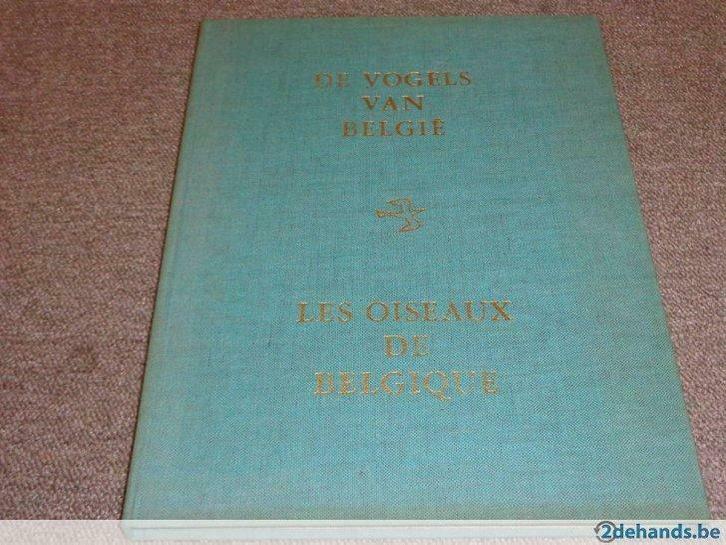 DE VOGELS
VAN
BELGIË
LES OISEAUX
DE
BELGIQUE
2dehands.be